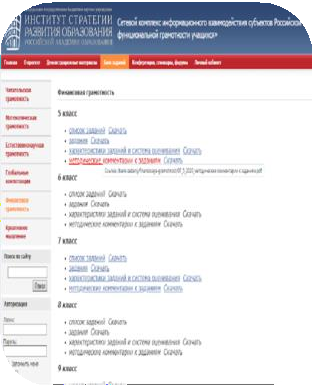 ИНСТИТУТ СТРАТЕГИИ
РАЗВИТИЯ ОБРАЗОВАНИЯ
РОССИЙСКОЙ АКАДЕМИИ ОБРАЗОВАНИЯ
Сетевой комплекс информационного взаимодействия субъектов Российской
функциональной грамотности учащихся»
Главная О проекте Демонстрационные материалы Банк заданий Конференции, семинары, форумы Личный кабинет
Читательская
грамотность
Математическая
грамотность
Естественнонаучная
грамотность
Глобальные
компетенции
Финансовая
грамотность
Креативное
мышление
Поиск по сайту
Поиск
Авторизация
Логин:
Пароль:
Запомнить меня
Финансовая грамотность
5 класс
список заданий Скачать
задания Скачать
характеристики заданий и система оценивания Скачать
методические комментарии к заданиям Скачать
6 класс
список заданий Скачать
задания Скачать
характеристики заданий и система оценивания Скачать
методические комментарии к заданиям Скачать
7 класс
список заданий Скачать
задания Скачать
характеристики заданий и система оценивания Скачать
методические комментарии к заданиям Скачать
8 класс
список заданий Скачать
задания Скачать
характеристики заданий и система оценивания Скачать
методические комментарии к заданиям Скачать
9 класс